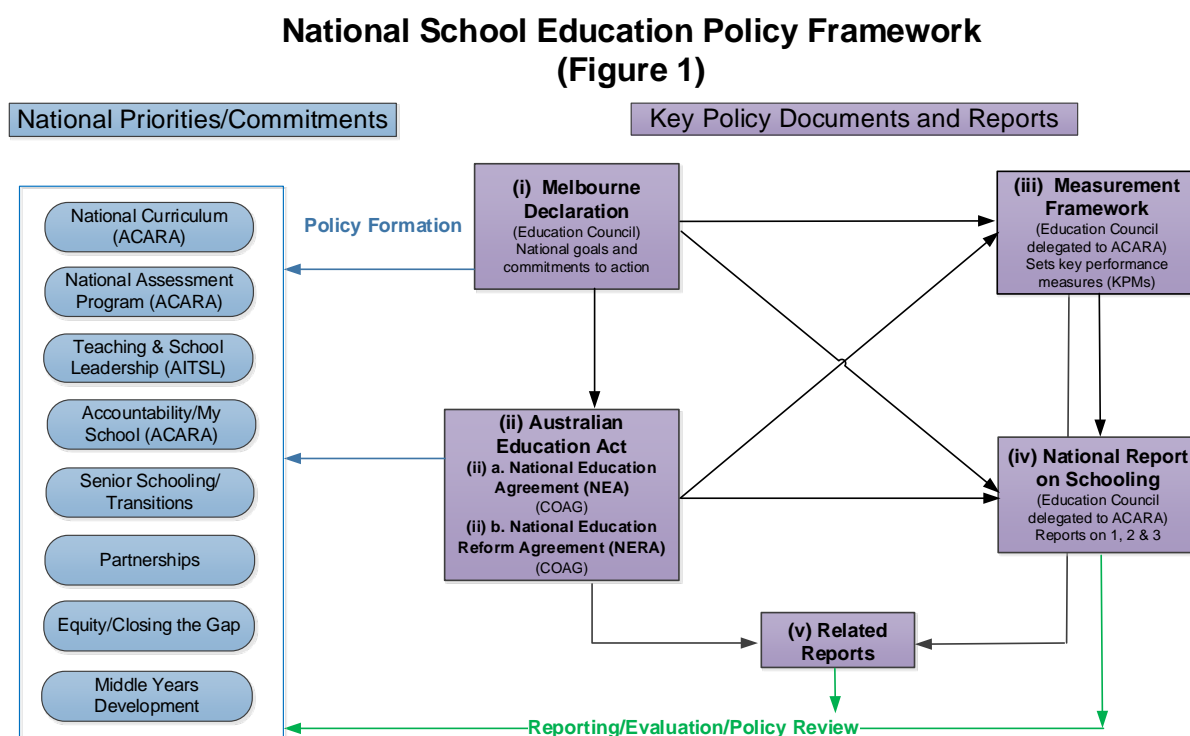 National School Education Policy Framework
(Figure 1)
National Priorities/Commitments
Key Policy Documents and Reports
National Curriculum
(ACARA)
National Assessment
Program (ACARA)
Teaching & School
Leadership (AITSL)
Accountability/My
School (ACARA)
Senior Schooling/
Transitions
Partnerships
Equity/Closing the Gap
Middle Years
Development
Policy Formation
(i) Melbourne
Declaration
(Education Council)
National goals and
commitments to action
(ii) Australian
Education Act
(ii) a. National Education
Agreement (NEA)
(COAG)
(ii) b. National Education
Reform Agreement (NERA)
(COAG)
(iii) Measurement
Framework
(Education Council
delegated to ACARA)
Sets key performance
measures (KPMs)
(iv) National Report
on Schooling
(Education Council
delegated to ACARA)
Reports on 1, 2 & 3
(v) Related
Reports
Reporting/Evaluation/Policy Review